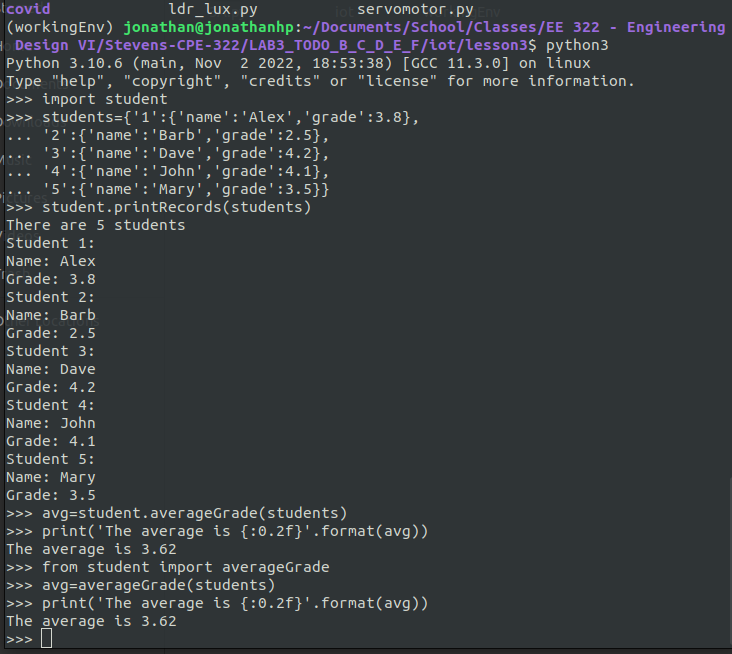 covid ldr_lux.py servomotor.py
(workingEnv) jonathan@jonathanhp:~/Documents/School/Classes/EE 322 - Engineering
Design VI/Stevens-CPE-322/LAB3_TODO_B_C_D_E_F/iot/lesson3$ python3
Python 3.10.6 (main, Nov  2 2022, 18:53:38) [GCC 11.3.0] on linux
Type "help", "copyright", "credits" or "license" for more information.
>>> import student
>>> students={'1':{'name':'Alex','grade':3.8},
... '2':{'name':'Barb','grade':2.5},
... '3':{'name':'Dave','grade':4.2},
... '4':{'name':'John','grade':4.1},
... '5':{'name':'Mary','grade':3.5}}
>>> student.printRecords(students)
There are 5 students
Student 1:
Name: Alex
Grade: 3.8
Student 2:
Name: Barb
Grade: 2.5
Student 3:
Name: Dave
Grade: 4.2
Student 4:
Name: John
Grade: 4.1
Student 5:
Name: Mary
Grade: 3.5
>>> avg=student.averageGrade(students)
>>> print('The average is {:0.2f}'.format(avg))
The average is 3.62
>>> from student import averageGrade
>>> avg=averageGrade(students)
>>> print('The average is {:0.2f}'.format(avg))
The average is 3.62
>>>